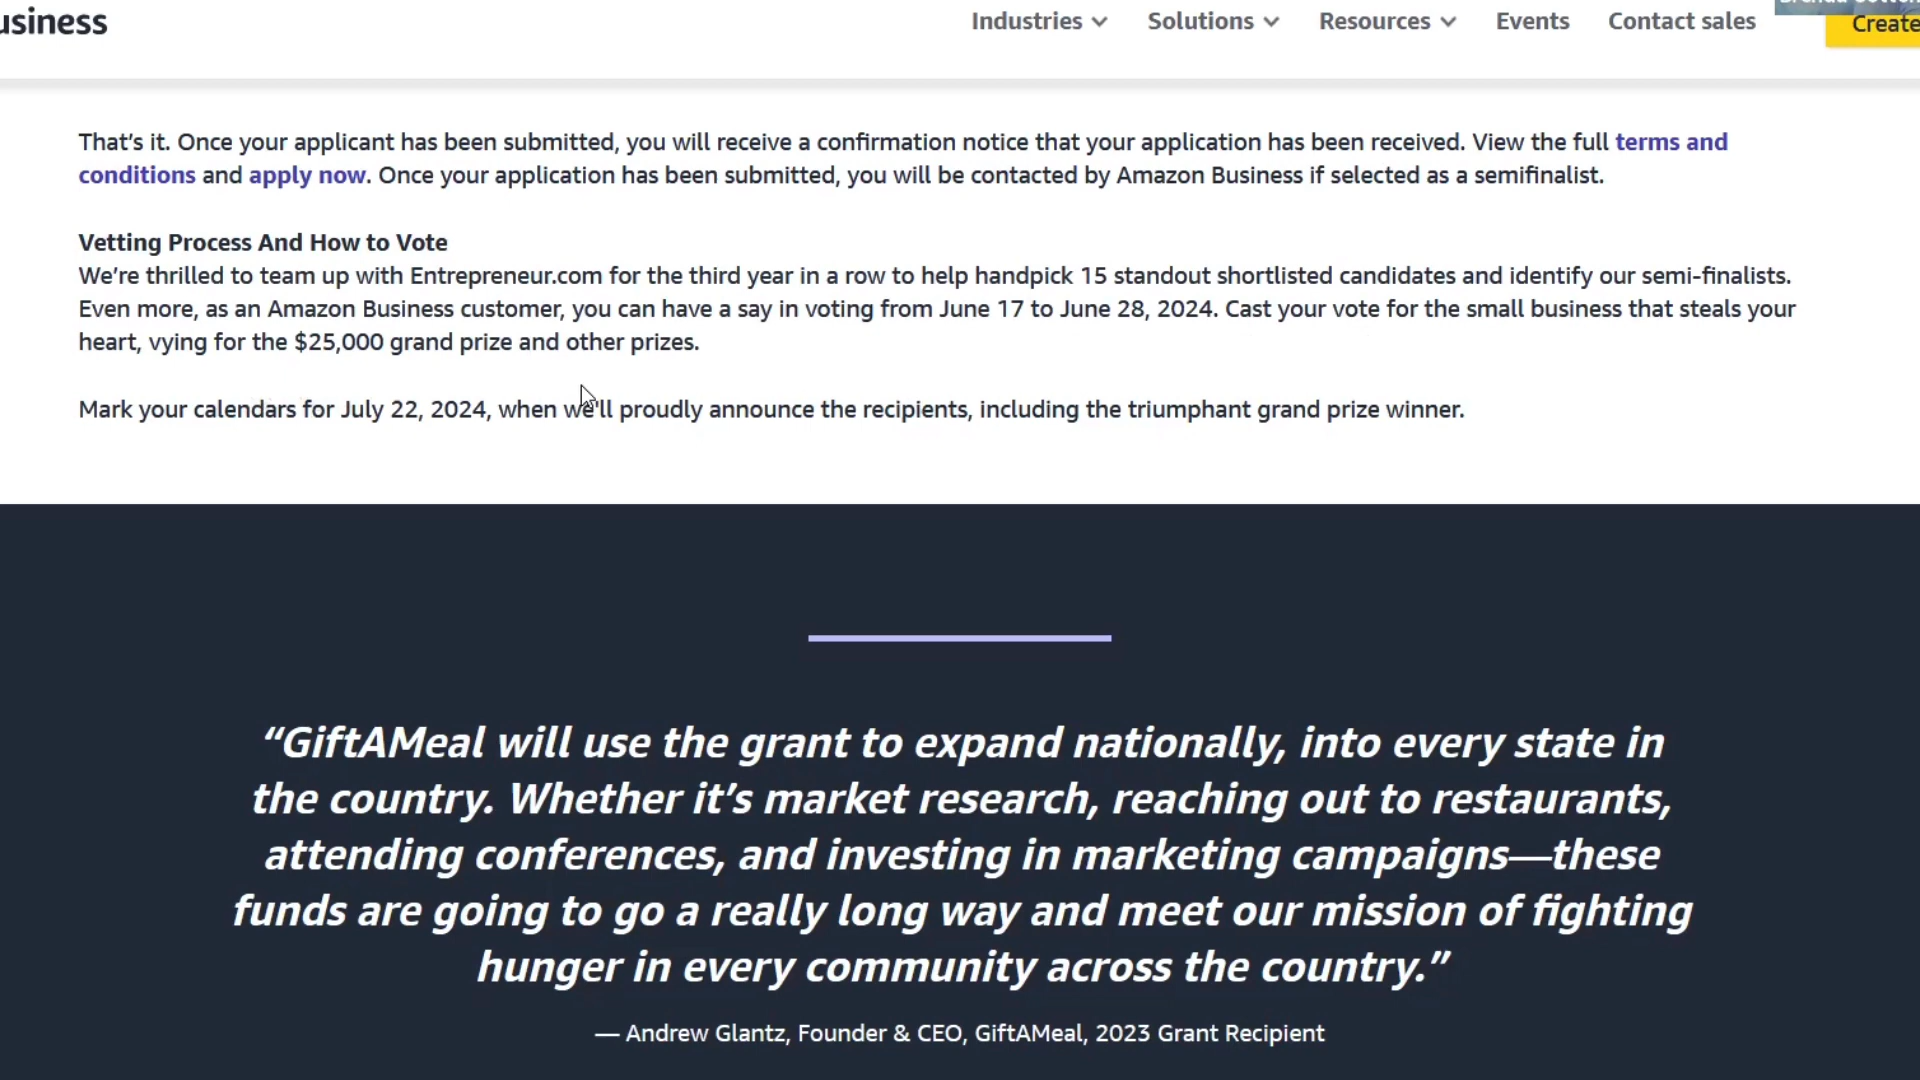 usiness
Industries Solutions Resources Events Contact sales
Create
That’s it. Once your applicant has been submitted, you will receive a confirmation notice that your application has been received. View the full terms and
conditions and apply now. Once your application has been submitted, you will be contacted by Amazon Business if selected as a semifinalist.
Vetting Process And How to Vote
We’re thrilled to team up with Entrepreneur.com for the third year in a row to help handpick 15 standout shortlisted candidates and identify our semi-finalists.
Even more, as an Amazon Business customer, you can have a say in voting from June 17 to June 28, 2024. Cast your vote for the small business that steals your
heart, vying for the $25,000 grand prize and other prizes.
Mark your calendars for July 22, 2024, when we'll proudly announce the recipients, including the triumphant grand prize winner.
“GiftAMeal will use the grant to expand nationally, into every state in
the country. Whether it’s market research, reaching out to restaurants,
attending conferences, and investing in marketing campaigns—these
funds are going to go a really long way and meet our mission of fighting
hunger in every community across the country.”
— Andrew Glantz, Founder & CEO, GiftAMeal, 2023 Grant Recipient